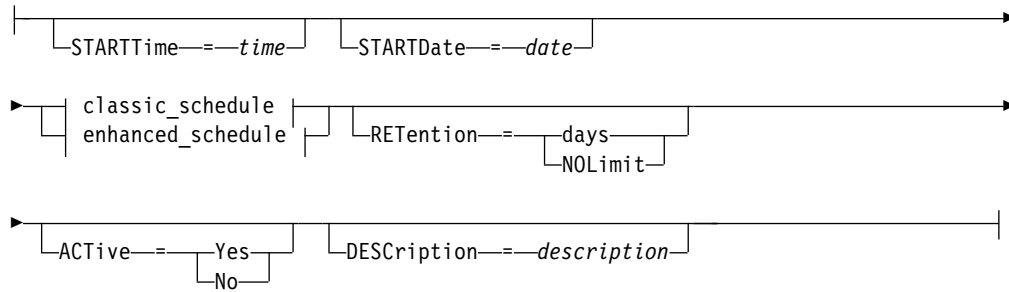 STARTTime = time STARTDate = date
classic_schedule RETention = days
enhanced_schedule NOLimit
ACTive = Yes DESCription = description
No